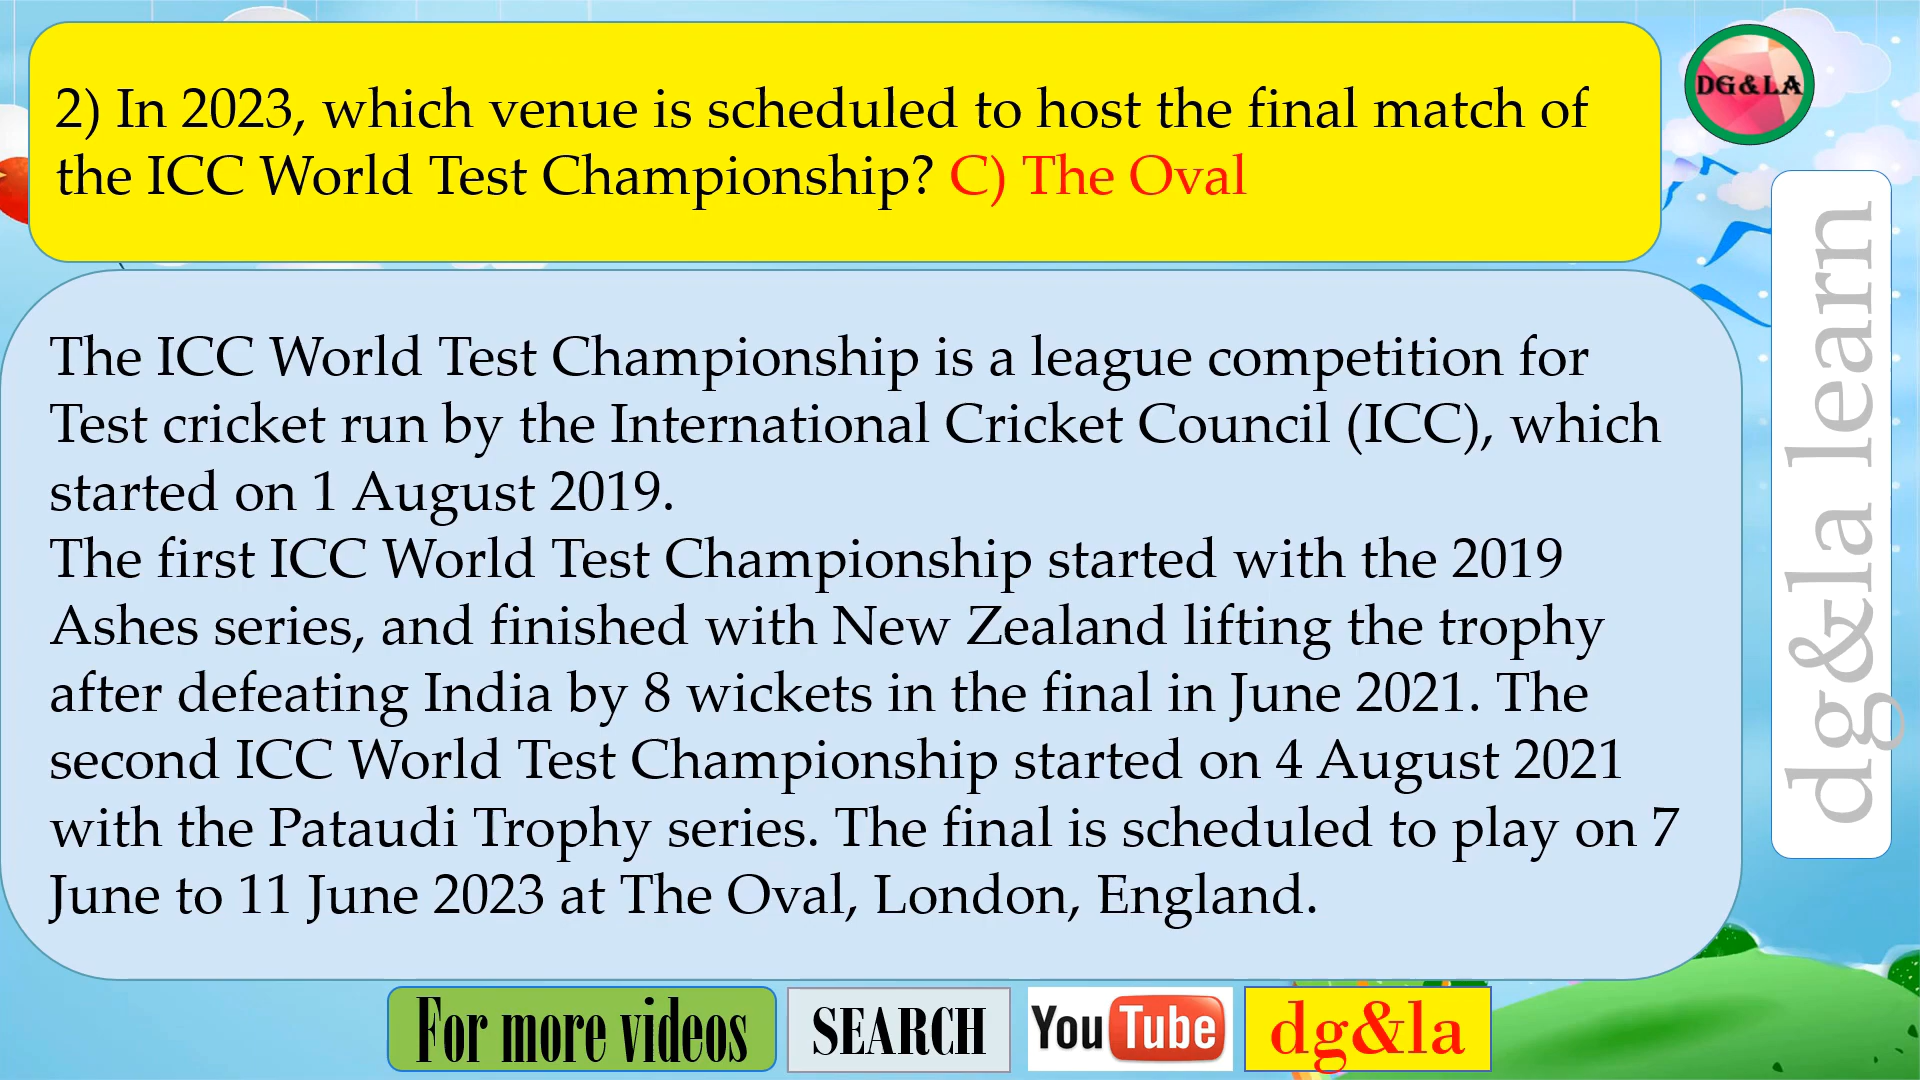 2) In 2023, which venue is scheduled to host the final match of
the ICC World Test Championship? C) The Oval
DG&LA
The ICC World Test Championship is a league competition for
Test cricket run by the International Cricket Council (ICC), which
started on 1 August 2019.
The first ICC World Test Championship started with the 2019
Ashes series, and finished with New Zealand lifting the trophy
after defeating India by 8 wickets in the final in June 2021. The
second ICC World Test Championship started on 4 August 2021
with the Pataudi Trophy series. The final is scheduled to play on 7
June to 11 June 2023 at The Oval, London, England.
dg&la learn
For more videos
SEARCH
YouTube
dg&la